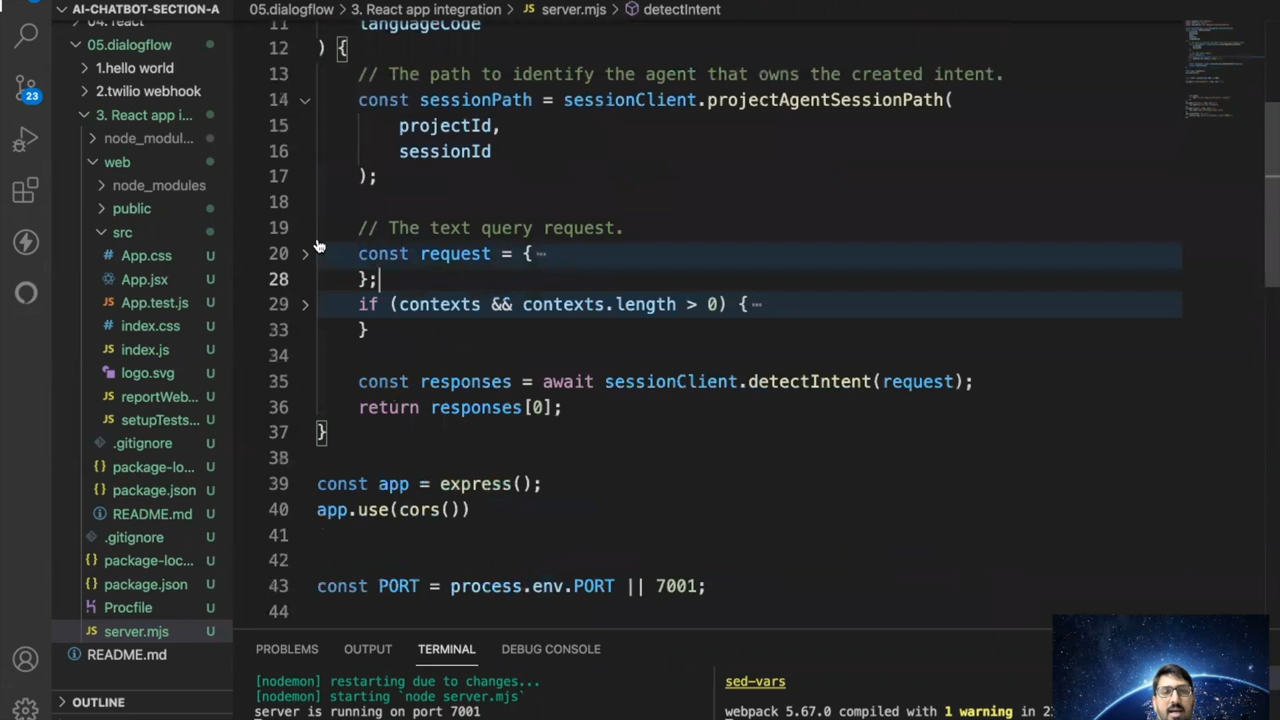 AI-CHATBOT-SECTION-A
05.dialogflow > 3. React app integration > JS server.mjs > detectIntent
05.dialogflow
1.hello world
2.twilio webhook
3. React app i...
node_modul...
web
node_modules
public
src
App.css U
App.jsx U
App.test.js U
index.css U
JS index.js U
logo.svg U
JS reportWeb... U
JS setupTests... U
.gitignore U
{} package-lo... U
{} package.json U
README.md U
.gitignore U
{} package-loc... U
{} package.json U
Procfile U
JS server.mjs U
README.md
OUTLINE
23
11 languageCode
12 ) {
13 // The path to identify the agent that owns the created intent.
14 const sessionPath = sessionClient.projectAgentSessionPath(
15 projectId,
16 sessionId
17 );
18
19 // The text query request.
20 const request = { ...
28 };
29 if (contexts && contexts.length > 0) { ...
33 }
34
35 const responses = await sessionClient.detectIntent(request);
36 return responses[0];
37 }
38
39 const app = express();
40 app.use(cors())
41
42
43 const PORT = process.env.PORT || 7001;
44
PROBLEMS OUTPUT TERMINAL DEBUG CONSOLE
[nodemon] restarting due to changes...
[nodemon] starting `node server.mjs`
server is running on port 7001
sed-vars
webpack 5.67.0 compiled with 1 warning in